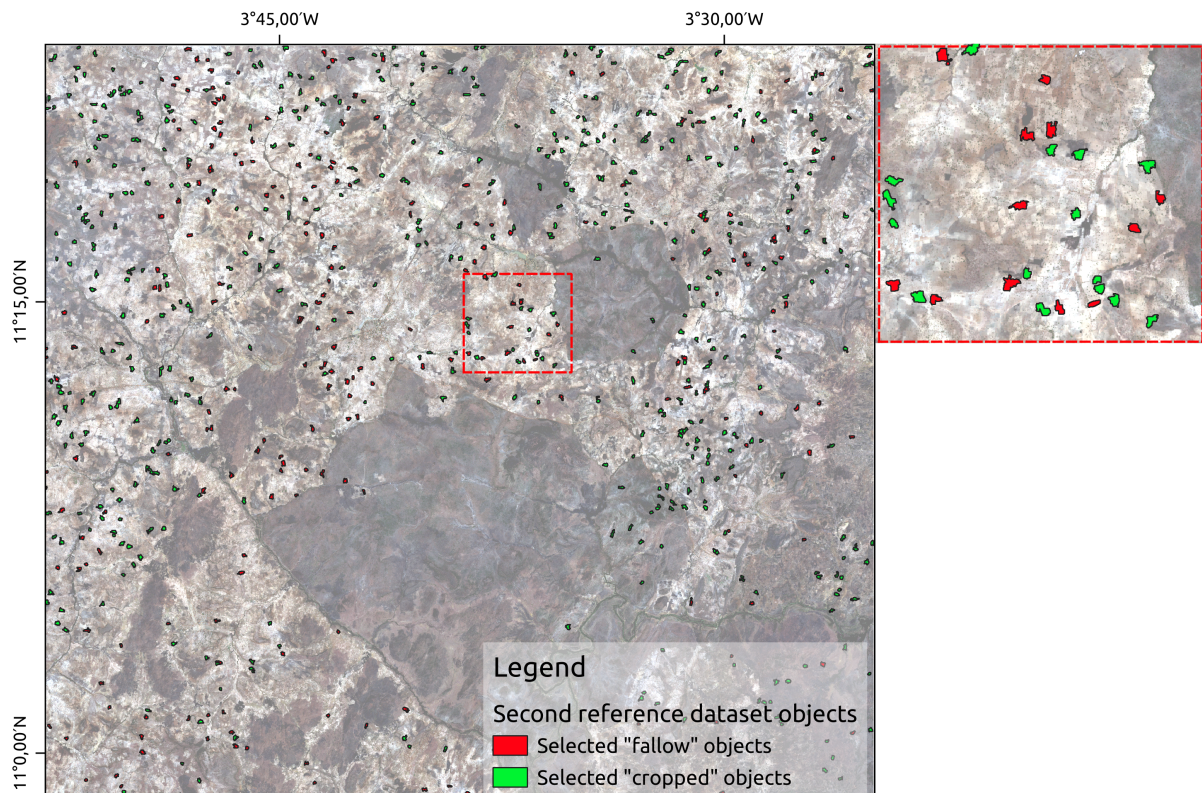 3°45,00'W
3°30,00'W
11°15,00'N
11°0,00'N
Legend
Second reference dataset objects
Selected "fallow" objects
Selected "cropped" objects